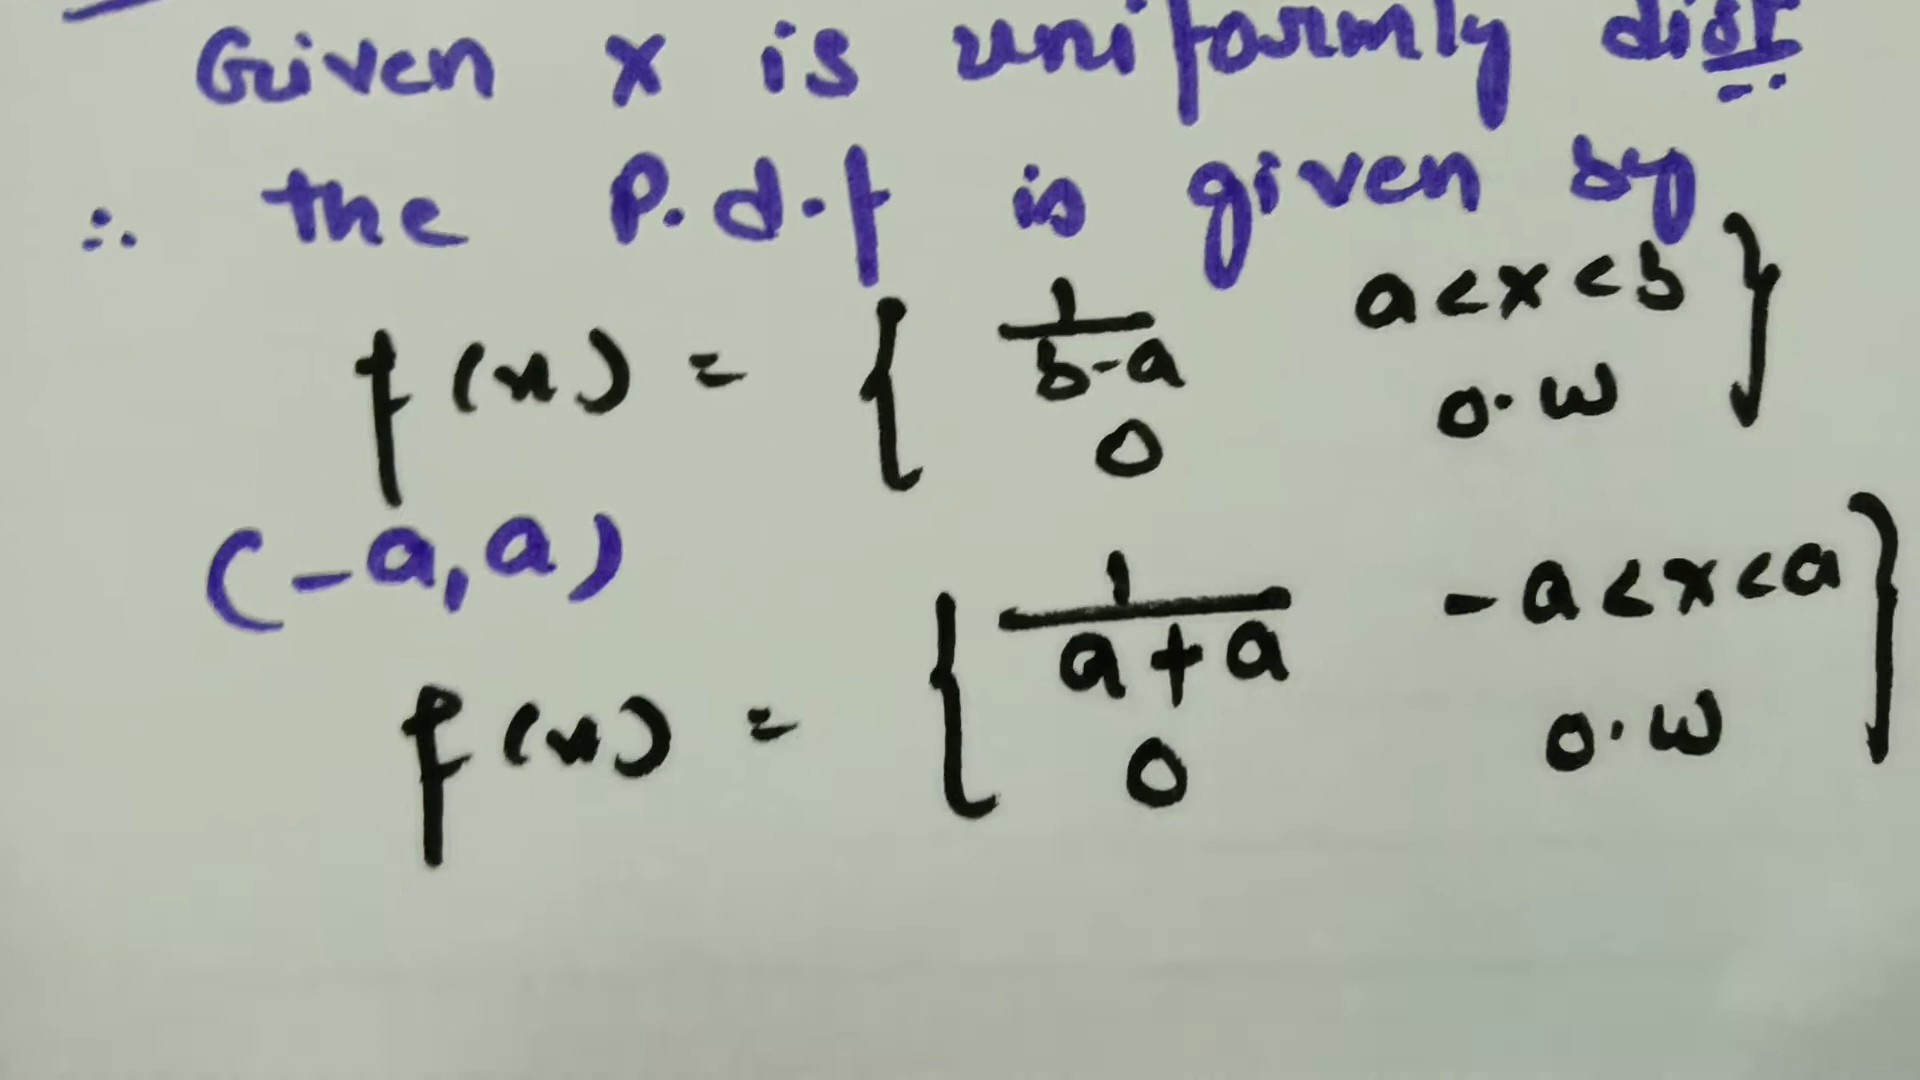 Given x is uniformly dist
∴ the P.d.f is given by
f(x) = { 1/(b-a) a<x<b }
0 o.w
(-a, a)
f(x) = { 1/(a+a) -a<x<a }
0 o.w